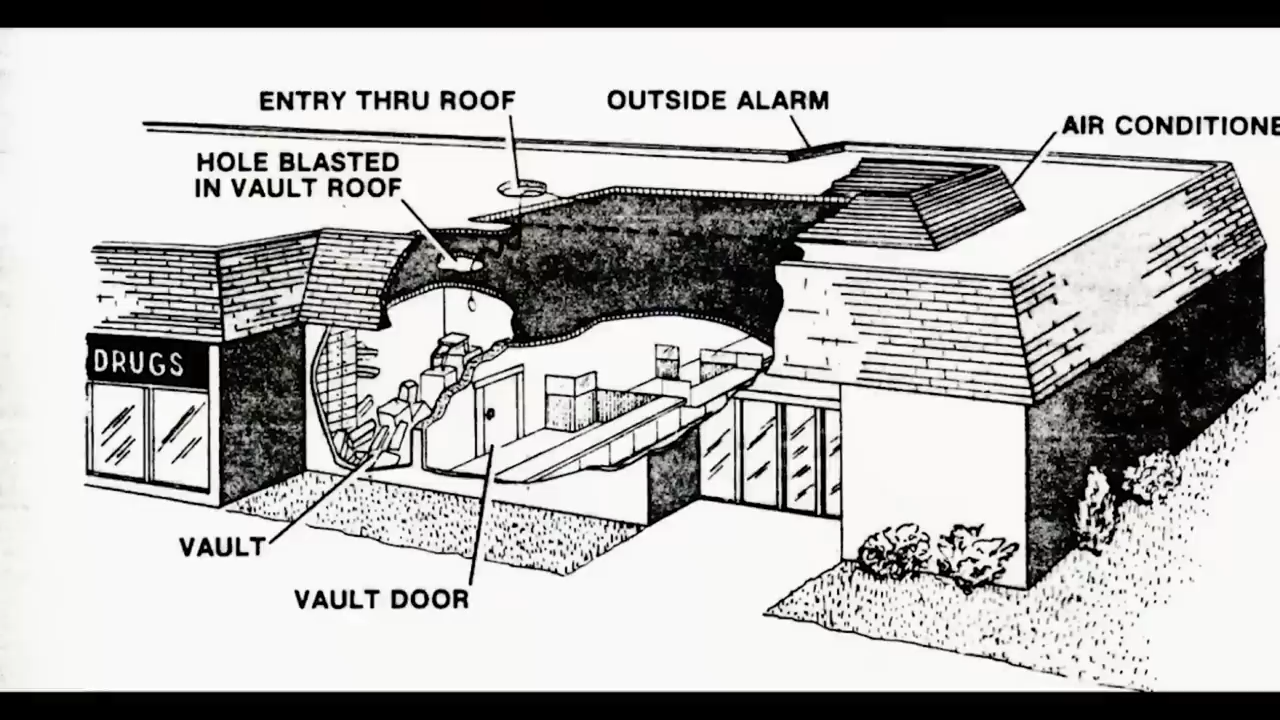 ENTRY THRU ROOF
OUTSIDE ALARM
AIR CONDITIONE
HOLE BLASTED
IN VAULT ROOF
DRUGS
VAULT
VAULT DOOR